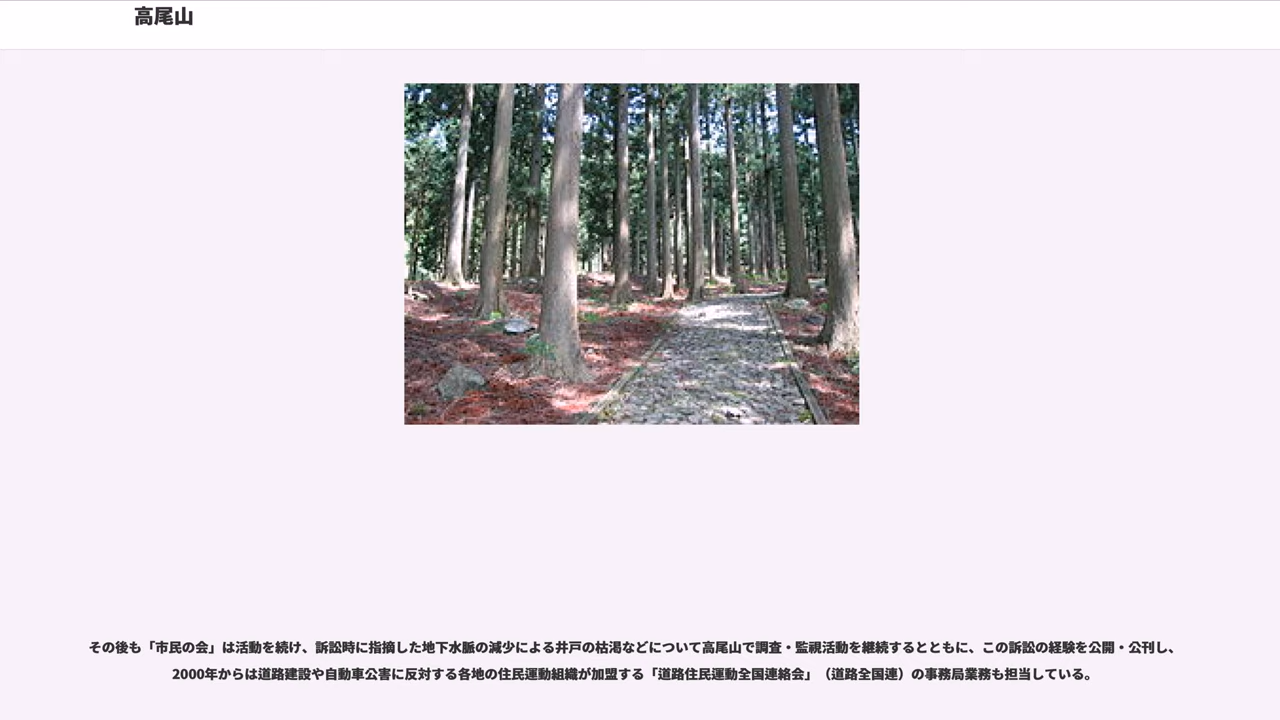 高尾山
その後も「市民の会」は活動を続け、訴訟時に指摘した地下水脈の減少による井戸の枯渇などについて高尾山で調査・監視活動を継続するとともに、この訴訟の経験を公開・公刊し、
2000年からは道路建設や自動車公害に反対する各地の住民運動組織が加盟する「道路住民運動全国連絡会」（道路全国連）の事務局業務も担当している。